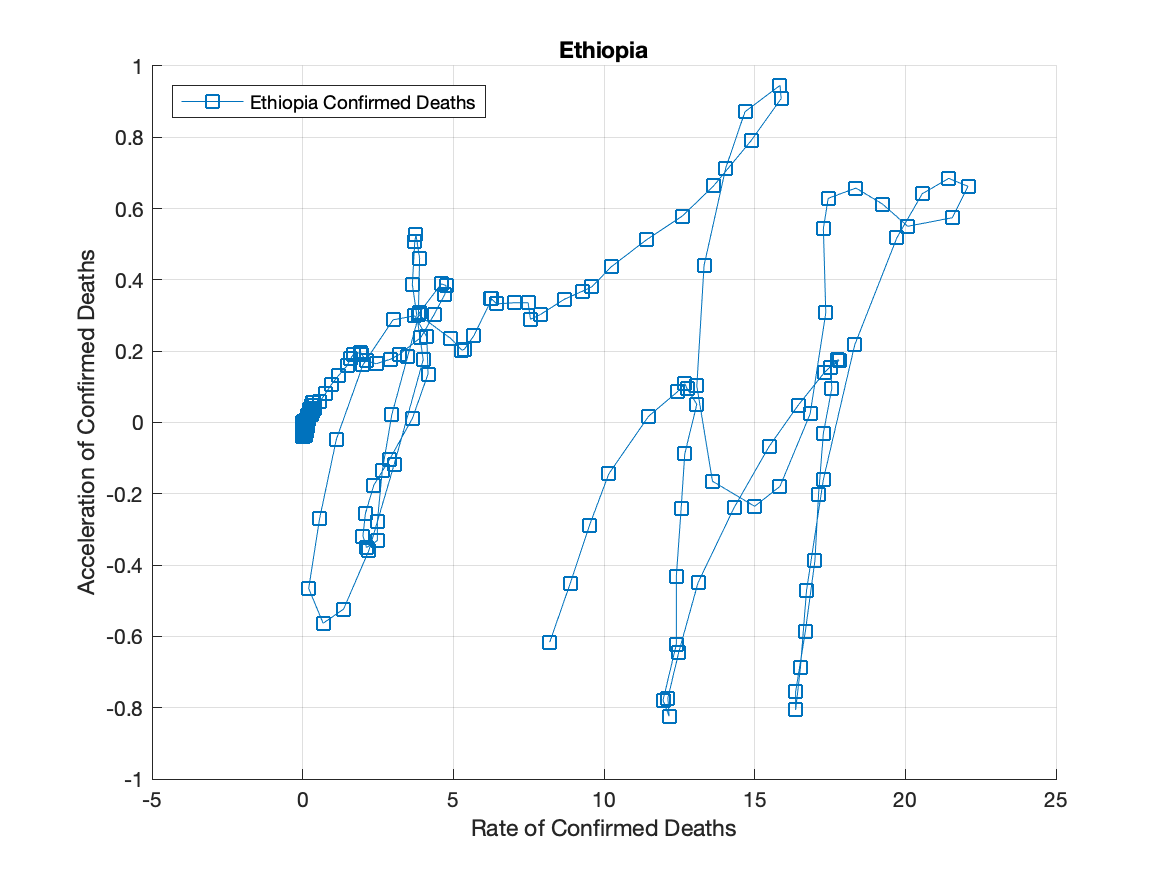 Ethiopia
Ethiopia Confirmed Deaths
Acceleration of Confirmed Deaths
1
0.8
0.6
0.4
0.2
0
-0.2
-0.4
-0.6
-0.8
-1
-5 0 5 10 15 20 25
Rate of Confirmed Deaths